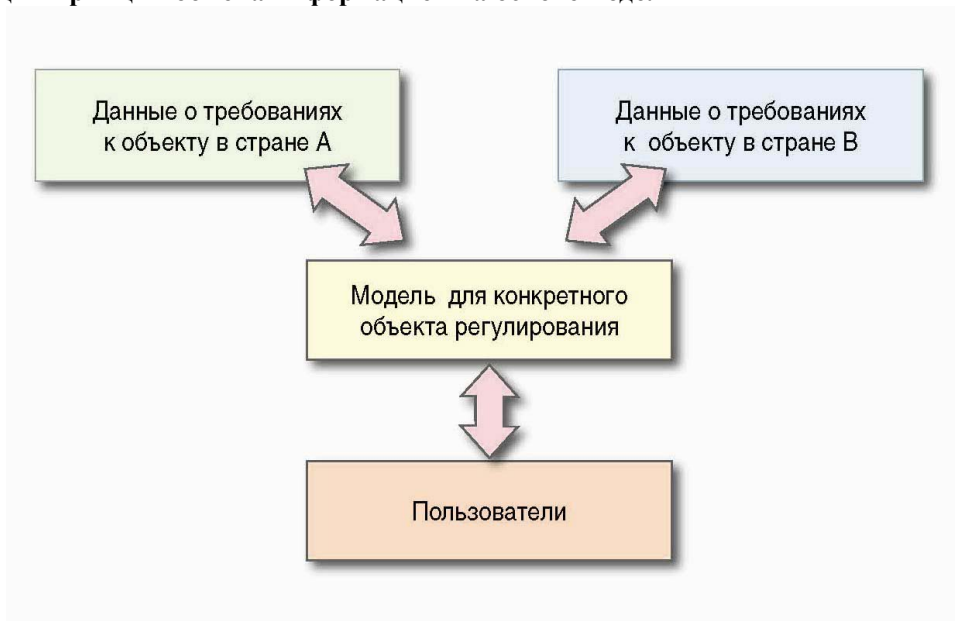 Данные о требованиях
к объекту в стране А
Данные о требованиях
к объекту в стране В
Модель для конкретного
объекта регулирования
Пользователи